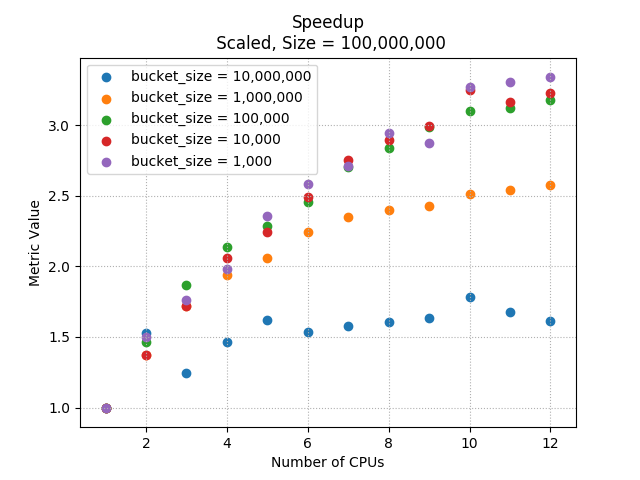 Speedup
Scaled, Size = 100,000,000
bucket_size = 10,000,000
bucket_size = 1,000,000
bucket_size = 100,000
bucket_size = 10,000
bucket_size = 1,000
Metric Value
3.0
2.5
2.0
1.5
1.0
2 4 6 8 10 12
Number of CPUs